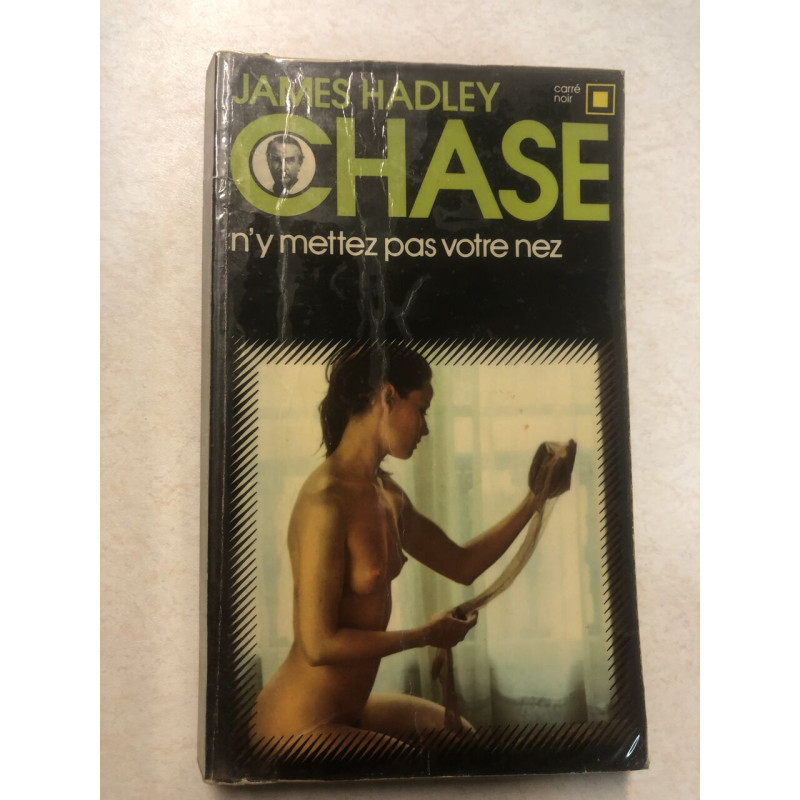 JAMES HADLEY
CHASE
carré
noir
n'y mettez pas votre nez